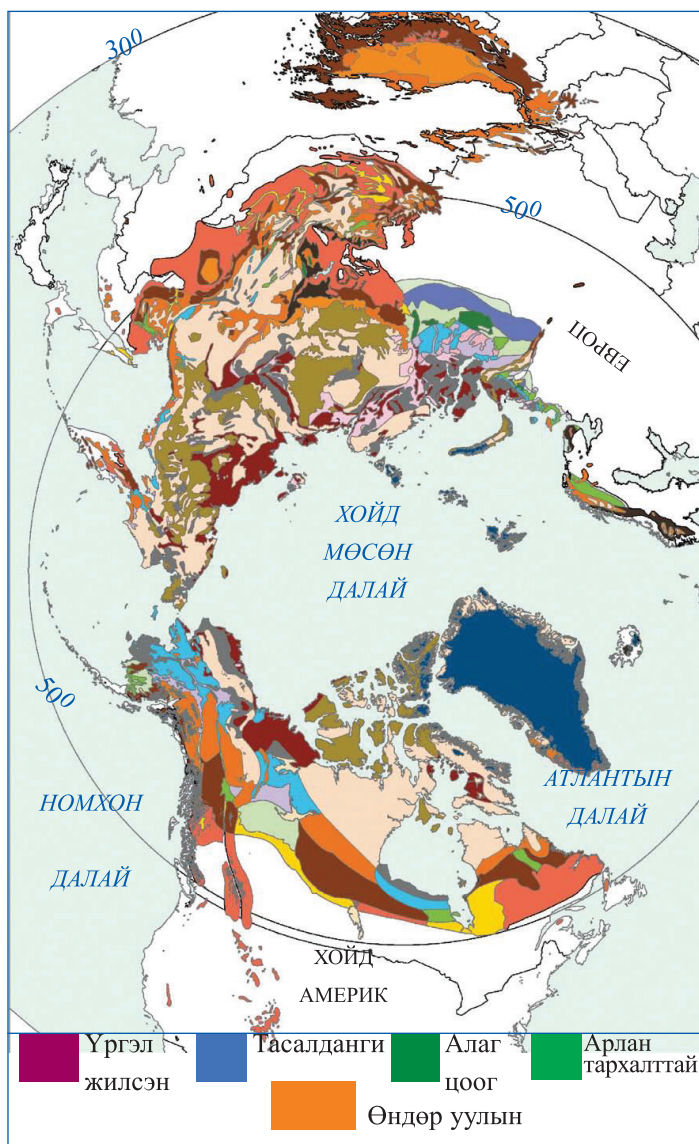 300
500
ЕВРОП
ХОЙД
МӨСӨН
ДАЛАЙ
500
НОМХОН
ДАЛАЙ
АТЛАНТЫН
ДАЛАЙ
ХОЙД
АМЕРИК
Үргэл
жилсэн
Тасалданги
Алаг
цоог
Арлан
тархалттай
Өндөр уулын